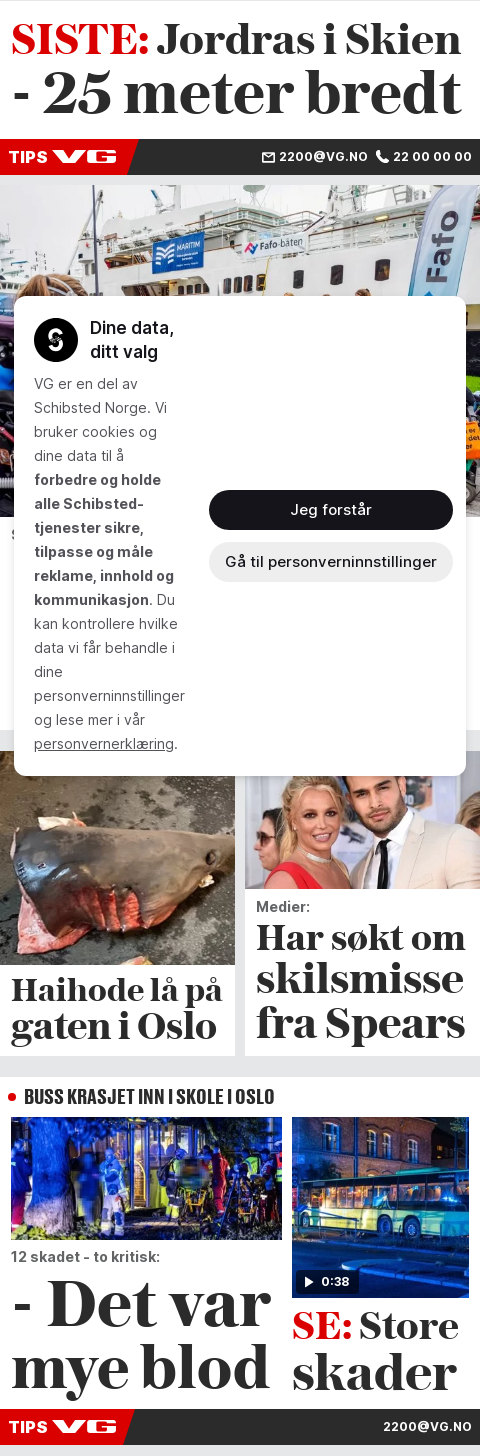 SISTE: Jordras i Skien
- 25 meter bredt
TIPS VG
2200@VG.NO 22 00 00 00
MARITIM
Fafo-båten
Fafo
Dine data,
ditt valg
VG er en del av
Schibsted Norge. Vi
bruker cookies og
dine data til å
forbedre og holde
alle Schibsted-
tjenester sikre,
tilpasse og måle
reklame, innhold og
kommunikasjon. Du
kan kontrollere hvilke
data vi får behandle i
dine
personverninnstillinger
og lese mer i vår
personvernerklæring.
Jeg forstår
Gå til personverninnstillinger
Haihode lå på
gaten i Oslo
Medier:
Har søkt om
skilsmisse
fra Spears
BUSS KRASJET INN I SKOLE I OSLO
12 skadet - to kritisk:
- Det var
mye blod
0:38
SE: Store
skader
TIPS VG
2200@VG.NO